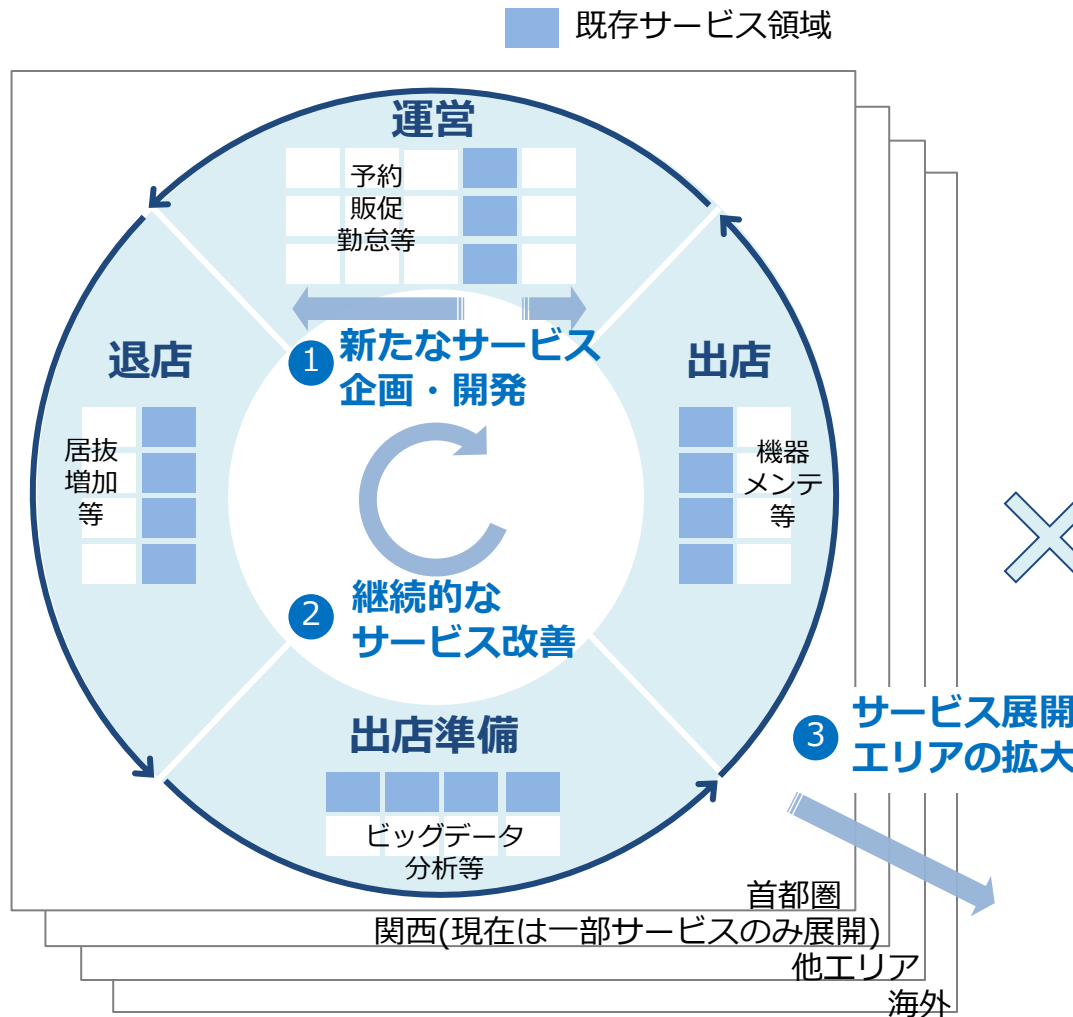 既存サービス領域
運営
予約
販促
勤怠等
1 新たなサービス
企画・開発
退店
居抜
増加
等
出店
機器
メンテ
等
2 継続的な
サービス改善
出店準備
ビッグデータ
分析等
3 サービス展開
エリアの拡大
首都圏
関西(現在は一部サービスのみ展開)
他エリア
海外